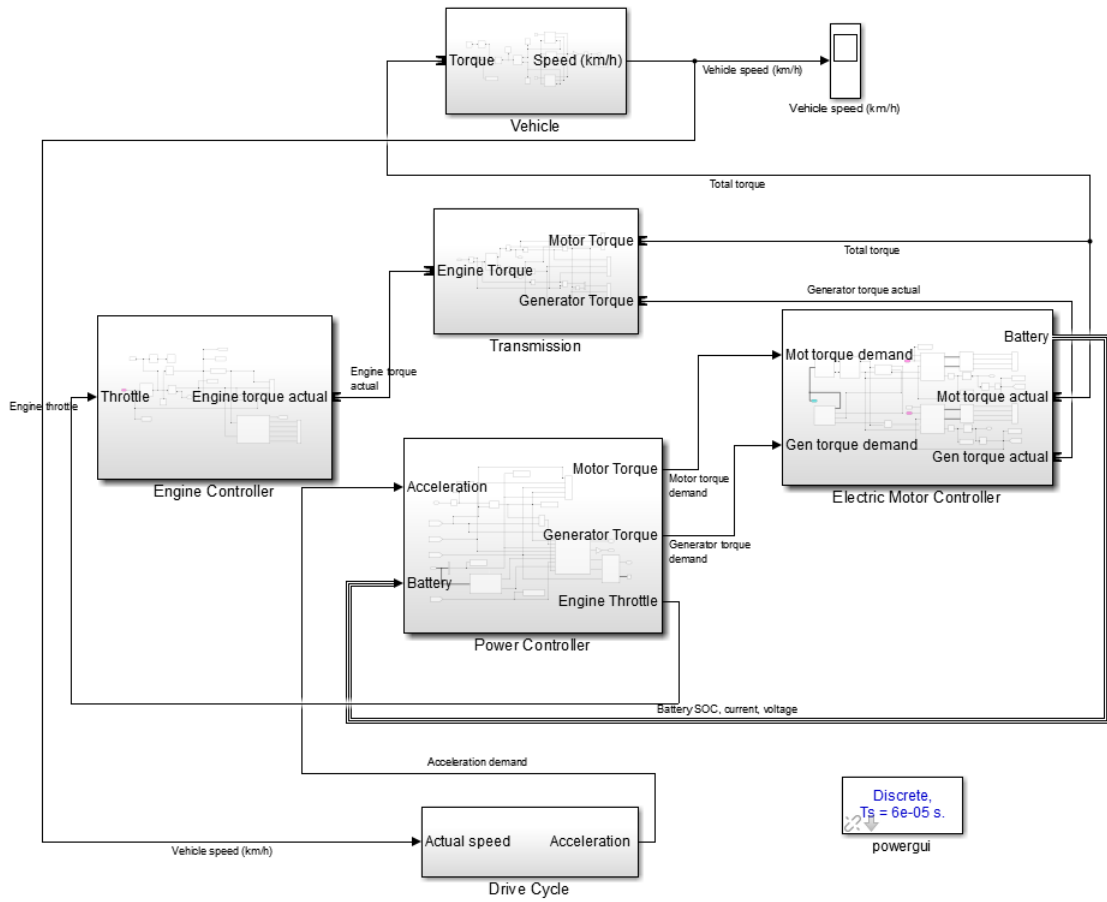 Torque
Speed (km/h)
Vehicle
Vehicle speed (km/h)
Vehicle speed (km/h)
Total torque
Motor Torque
Engine Torque
Generator Torque
Transmission
Total torque
Generator torque actual
Engine torque
actual
Throttle
Engine torque actual
Engine Controller
Engine throttle
Battery
Mot torque demand
Mot torque actual
Gen torque demand
Gen torque actual
Electric Motor Controller
Motor Torque
Acceleration
Generator Torque
Battery
Engine Throttle
Power Controller
Motor torque
demand
Generator torque
demand
Battery SOC, current, voltage
Acceleration demand
Discrete,
Ts = 6e-05 s.
powergui
Actual speed
Acceleration
Drive Cycle
Vehicle speed (km/h)